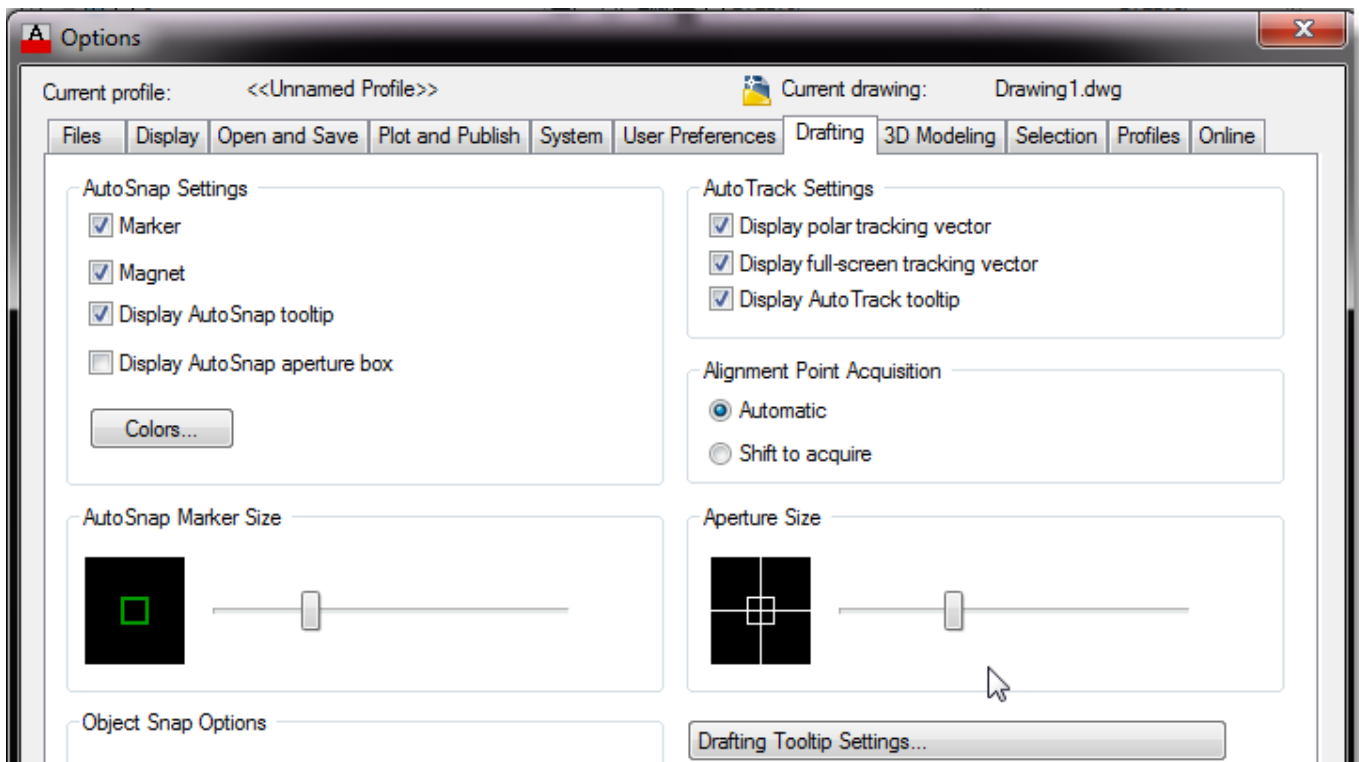 A Options
Current profile: <<Unnamed Profile>> Current drawing: Drawing1.dwg
Files Display Open and Save Plot and Publish System User Preferences Drafting 3D Modeling Selection Profiles Online
AutoSnap Settings
Marker
Magnet
Display AutoSnap tooltip
Display AutoSnap aperture box
Colors...
AutoTrack Settings
Display polar tracking vector
Display full-screen tracking vector
Display AutoTrack tooltip
Alignment Point Acquisition
Automatic
Shift to acquire
AutoSnap Marker Size
Aperture Size
Object Snap Options
Drafting Tooltip Settings...